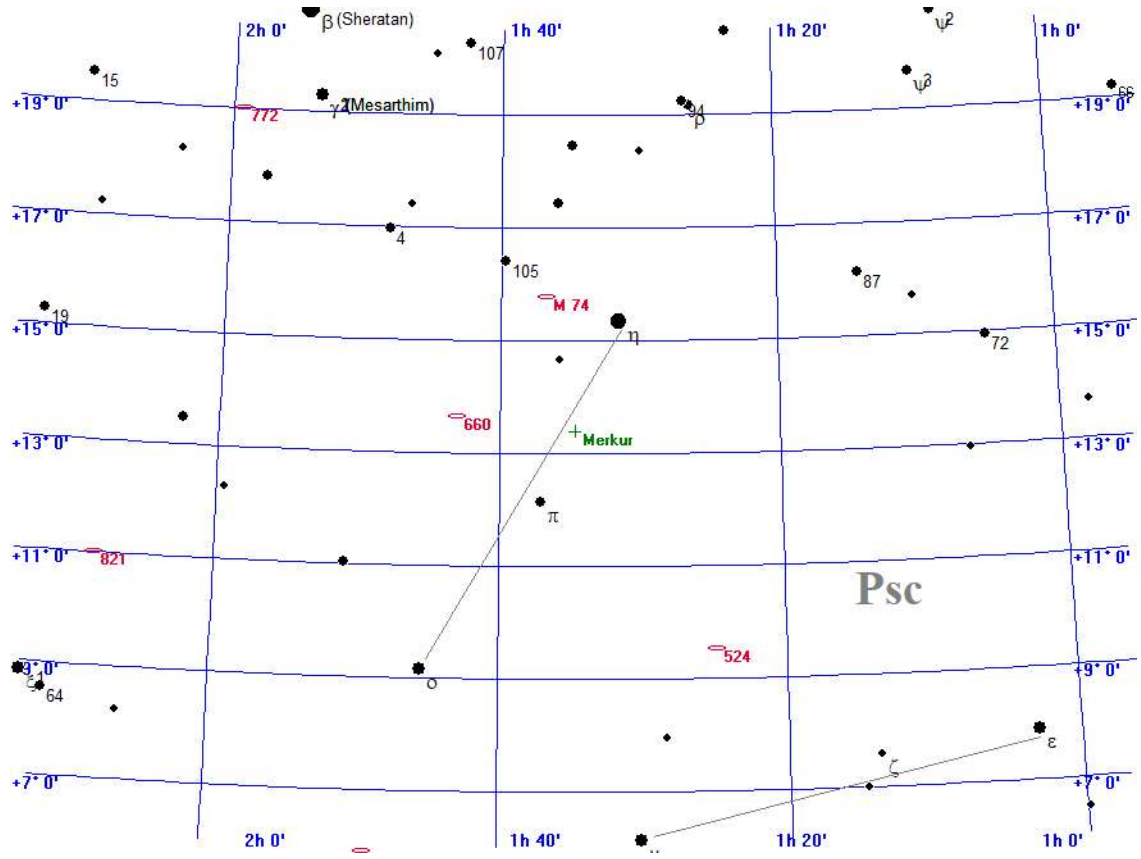 β (Sheratan)
ψ²
2h 0'
1h 40'
1h 20'
1h 0'
107
15
ψ³
66
+19° 0'
772
(Mesarthim)
94
ρ
+19° 0'
+17° 0'
4
+17° 0'
105
87
M 74
19
+15° 0'
η
72
+15° 0'
660
Merkur
+13° 0'
+13° 0'
π
+11° 0'
821
+11° 0'
Psc
524
+9° 0'
ξ1
64
ο
+9° 0'
ε
ζ
+7° 0'
+7° 0'
2h 0'
1h 40'
1h 20'
1h 0'